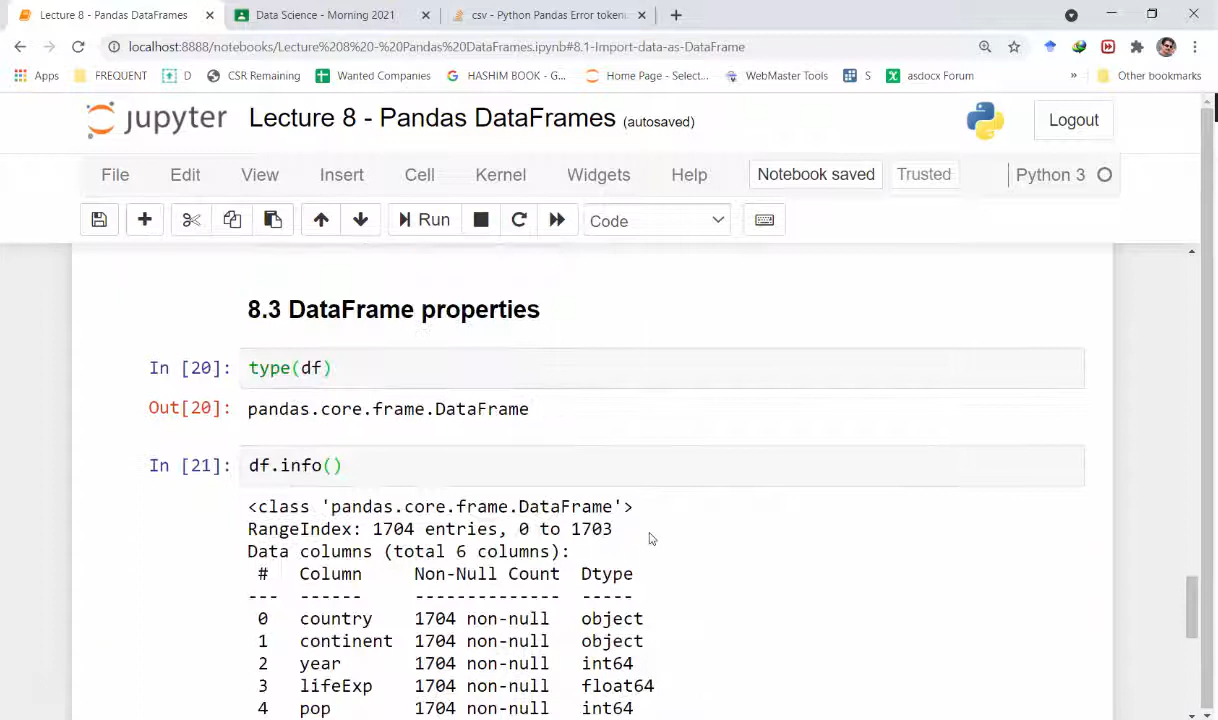 Lecture 8 - Pandas DataFrames
Data Science - Morning 2021
csv - Python Pandas Error tokeni
localhost:8888/notebooks/Lecture%208%20-%20Pandas%20DataFrames.ipynb#8.1-Import-data-as-DataFrame
Apps FREQUENT D CSR Remaining Wanted Companies HASHIM BOOK - G... Home Page - Select... WebMaster Tools S asdocx Forum » Other bookmarks
jupyter Lecture 8 - Pandas DataFrames (autosaved) Logout
File Edit View Insert Cell Kernel Widgets Help Notebook saved Trusted Python 3
Run Code
8.3 DataFrame properties
In [20]: type(df)
Out[20]: pandas.core.frame.DataFrame
In [21]: df.info()
<class 'pandas.core.frame.DataFrame'>
RangeIndex: 1704 entries, 0 to 1703
Data columns (total 6 columns):
# Column Non-Null Count Dtype
--- ------ -------------- -----
0 country 1704 non-null object
1 continent 1704 non-null object
2 year 1704 non-null int64
3 lifeExp 1704 non-null float64
4 pop 1704 non-null int64